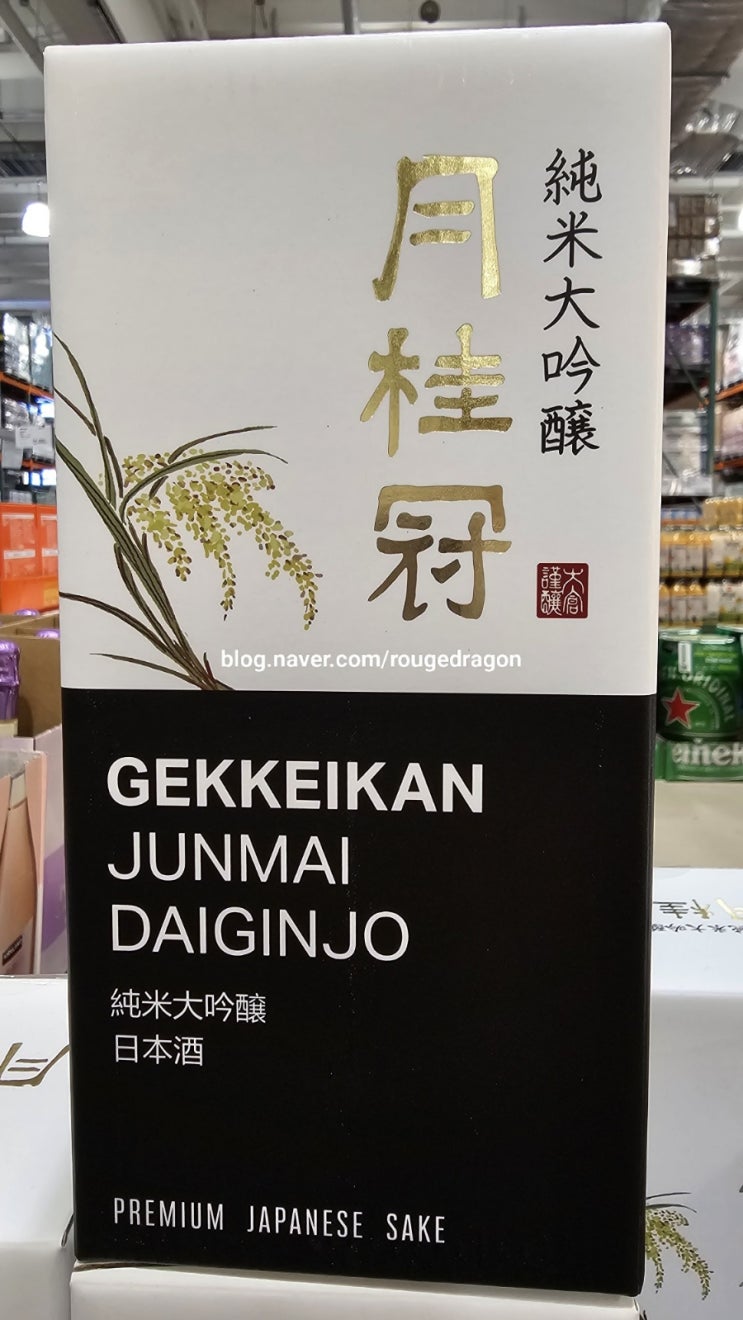 純米大吟醸
月桂冠
大倉
謹醸
blog.naver.com/rougedragon
GEKKEIKAN
JUNMAI
DAIGINJO
純米大吟醸
日本酒
PREMIUM JAPANESE SAKE
ORIGINAL